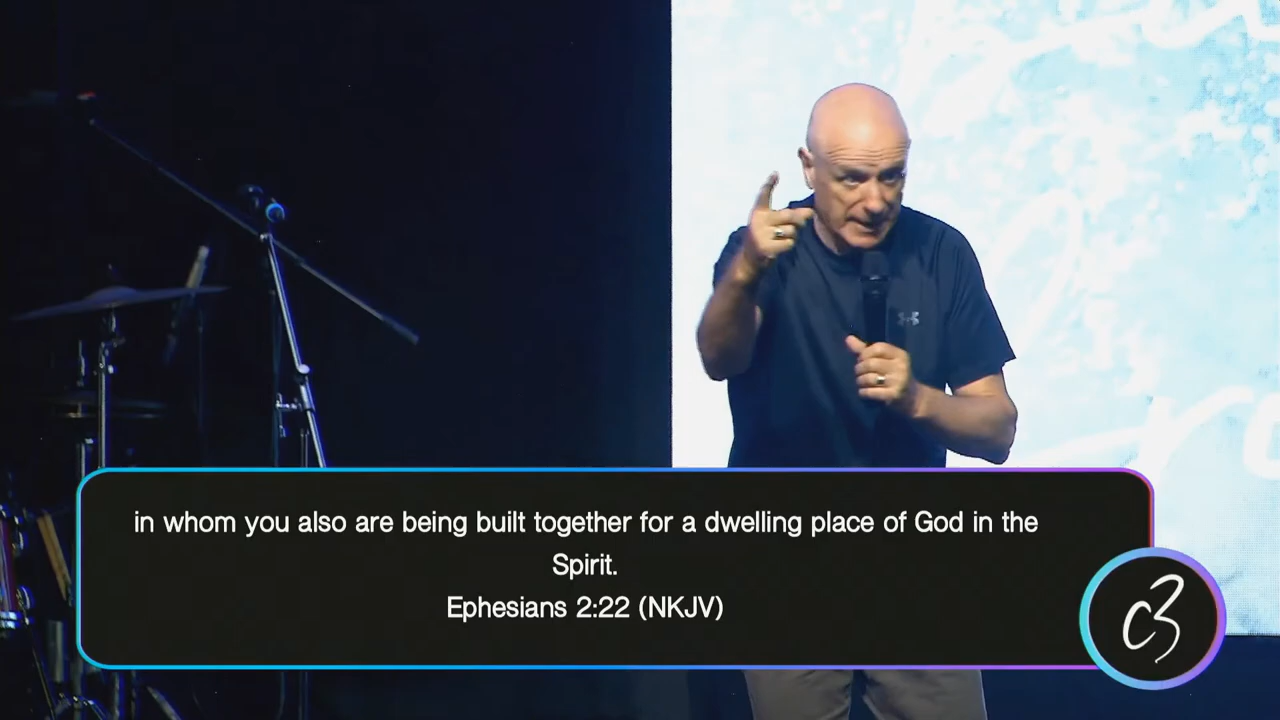 in whom you also are being built together for a dwelling place of God in the
Spirit.
Ephesians 2:22 (NKJV)
c3